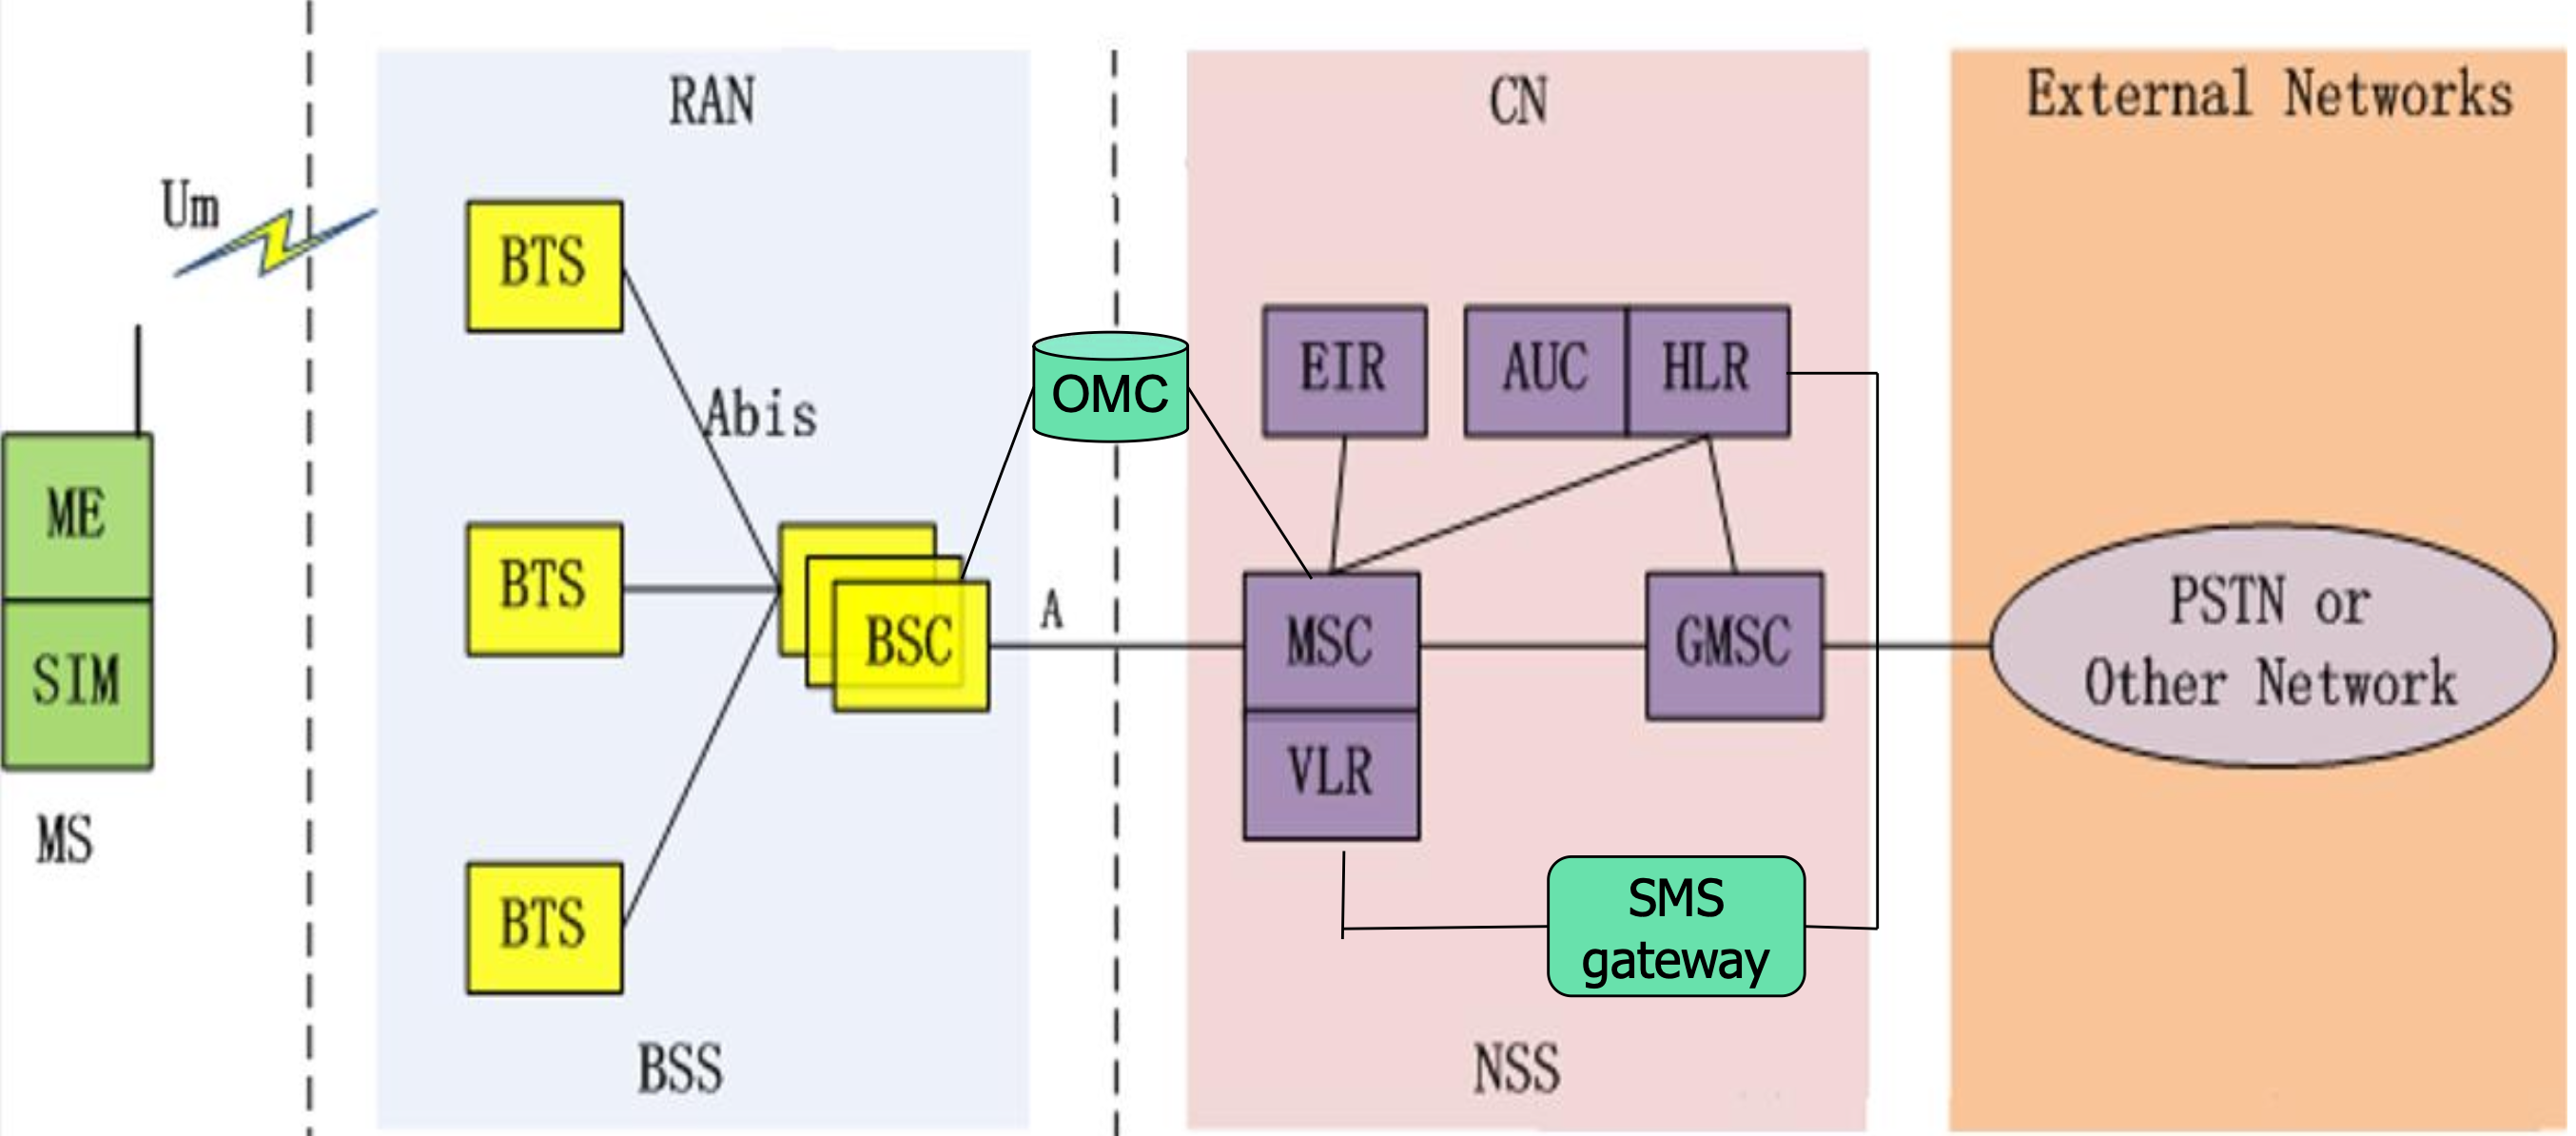 RAN
CN
External Networks
Um
BTS
Abis
OMC
EIR
AUC
HLR
ME
SIM
MS
BTS
BSC
A
MSC
VLR
GMSC
PSTN or
Other Network
BTS
SMS
gateway
BSS
NSS